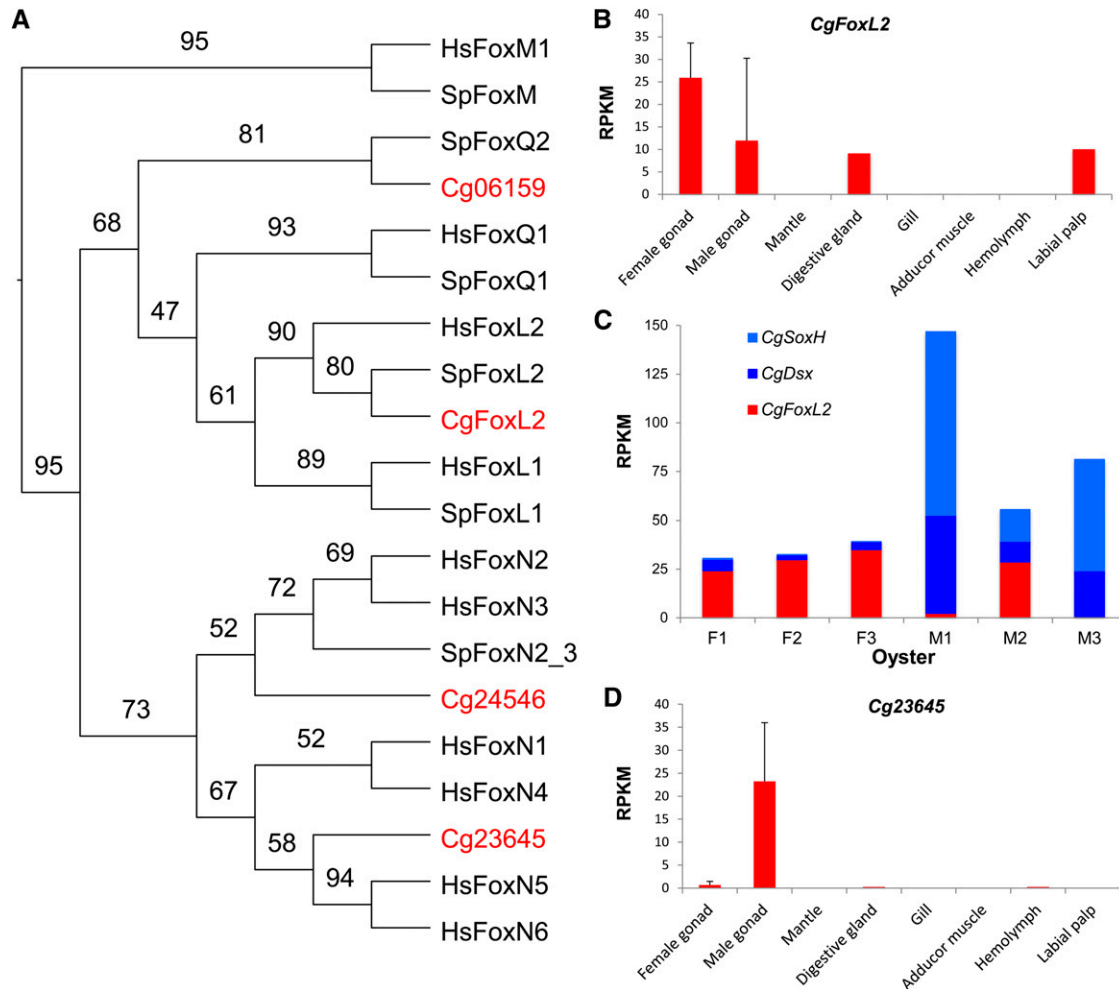 A
95
HsFoxM1
SpFoxM
81
SpFoxQ2
Cg06159
68
93
HsFoxQ1
SpFoxQ1
47
90
HsFoxL2
80
SpFoxL2
CgFoxL2
61
89
HsFoxL1
SpFoxL1
95
69
HsFoxN2
HsFoxN3
72
SpFoxN2_3
52
Cg24546
73
52
HsFoxN1
HsFoxN4
67
58
Cg23645
94
HsFoxN5
HsFoxN6
B
CgFoxL2
RPKM
40
35
30
25
20
15
10
5
0
Female gonad
Male gonad
Mantle
Digestive gland
Gill
Adducor muscle
Hemolymph
Labial palp
C
RPKM
150
125
100
75
50
25
0
CgSoxH
CgDsx
CgFoxL2
F1 F2 F3 M1 M2 M3
Oyster
D
Cg23645
RPKM
40
35
30
25
20
15
10
5
0
Female gonad
Male gonad
Mantle
Digestive gland
Gill
Adducor muscle
Hemolymph
Labial palp